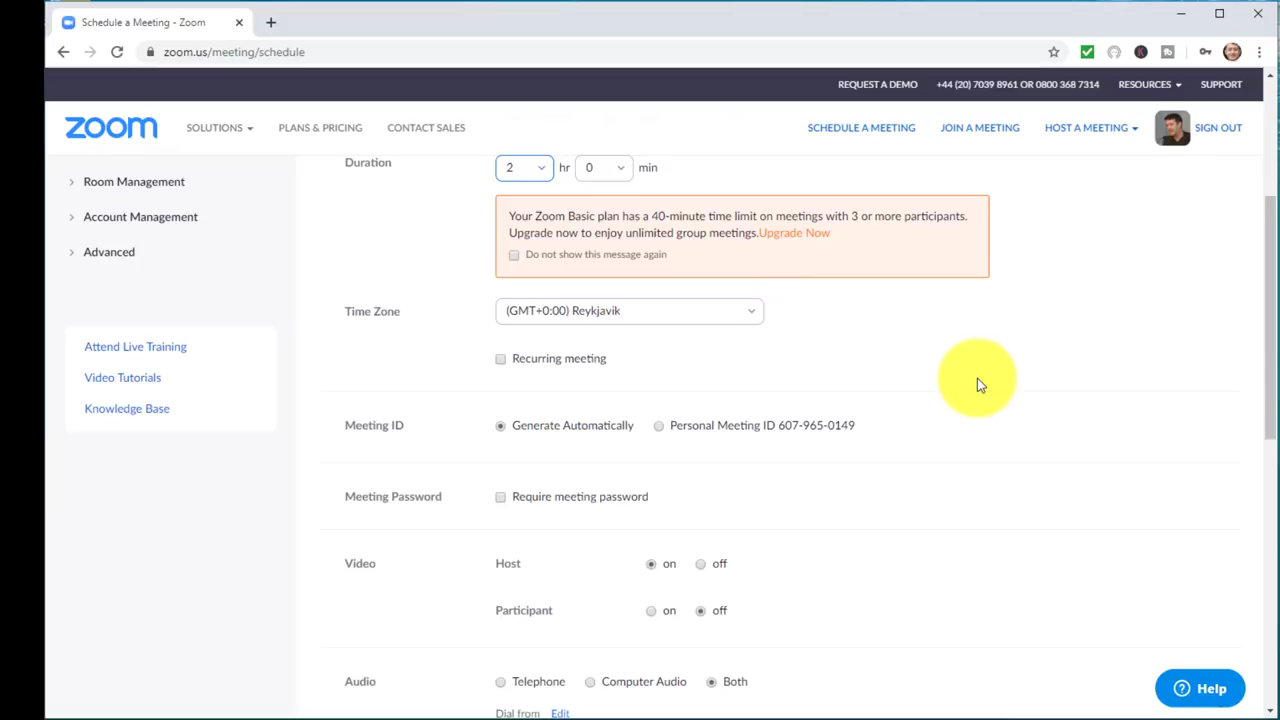 Schedule a Meeting - Zoom
zoom.us/meeting/schedule
REQUEST A DEMO +44 (20) 7039 8961 OR 0800 368 7314 RESOURCES SUPPORT
zoom SOLUTIONS PLANS & PRICING CONTACT SALES SCHEDULE A MEETING JOIN A MEETING HOST A MEETING SIGN OUT
Room Management
Account Management
Advanced
Attend Live Training
Video Tutorials
Knowledge Base
Duration 2 hr 0 min
Your Zoom Basic plan has a 40-minute time limit on meetings with 3 or more participants.
Upgrade now to enjoy unlimited group meetings.Upgrade Now
Do not show this message again
Time Zone (GMT+0:00) Reykjavik
Recurring meeting
Meeting ID Generate Automatically Personal Meeting ID 607-965-0149
Meeting Password Require meeting password
Video Host on off
Participant on off
Audio Telephone Computer Audio Both
Dial from Edit
Help